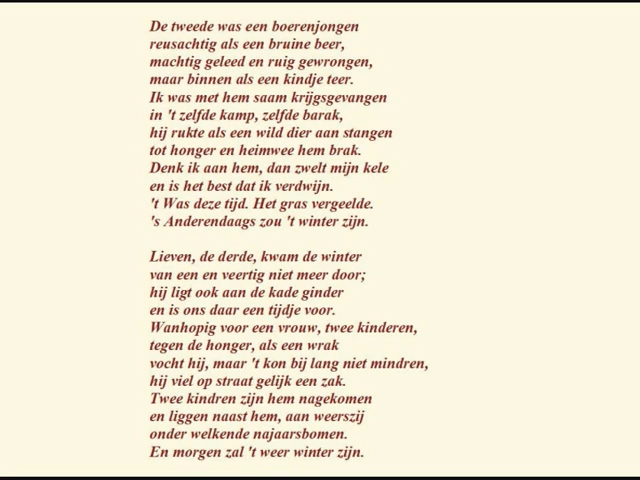 De tweede was een boerenjongen
reusachtig als een bruine beer,
machtig geleed en ruig gewrongen,
maar binnen als een kindje teer.
Ik was met hem saam krijgsgevangen
in 't zelfde kamp, zelfde barak,
hij rukte als een wild dier aan stangen
tot honger en heimwee hem brak.
Denk ik aan hem, dan zwelt mijn kele
en is het best dat ik verdwijn.
't Was deze tijd. Het gras vergeelde.
's Anderendaags zou 't winter zijn.

Lieven, de derde, kwam de winter
van een en veertig niet meer door;
hij ligt ook aan de kade ginder
en is ons daar een tijdje voor.
Wanhopig voor een vrouw, twee kinderen,
tegen de honger, als een wrak
vocht hij, maar 't kon bij lang niet mindren,
hij viel op straat gelijk een zak.
Twee kindren zijn hem nagekomen
en liggen naast hem, aan weerszij
onder welkende najaarsbomen.
En morgen zal 't weer winter zijn.